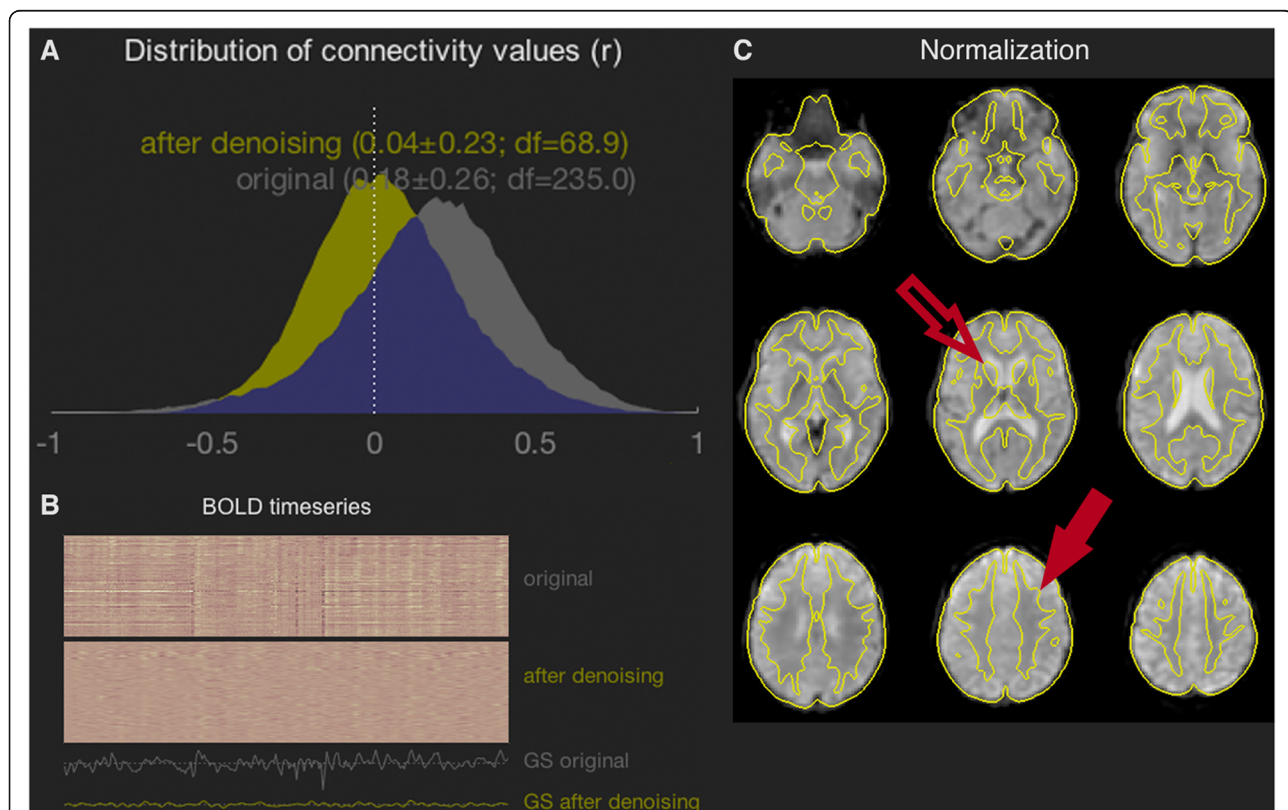 A
Distribution of connectivity values (r)
after denoising (0.04±0.23; df=68.9)
original (0.18±0.26; df=235.0)
-1 -0.5 0 0.5 1
B
BOLD timeseries
original
after denoising
GS original
GS after denoising
C
Normalization